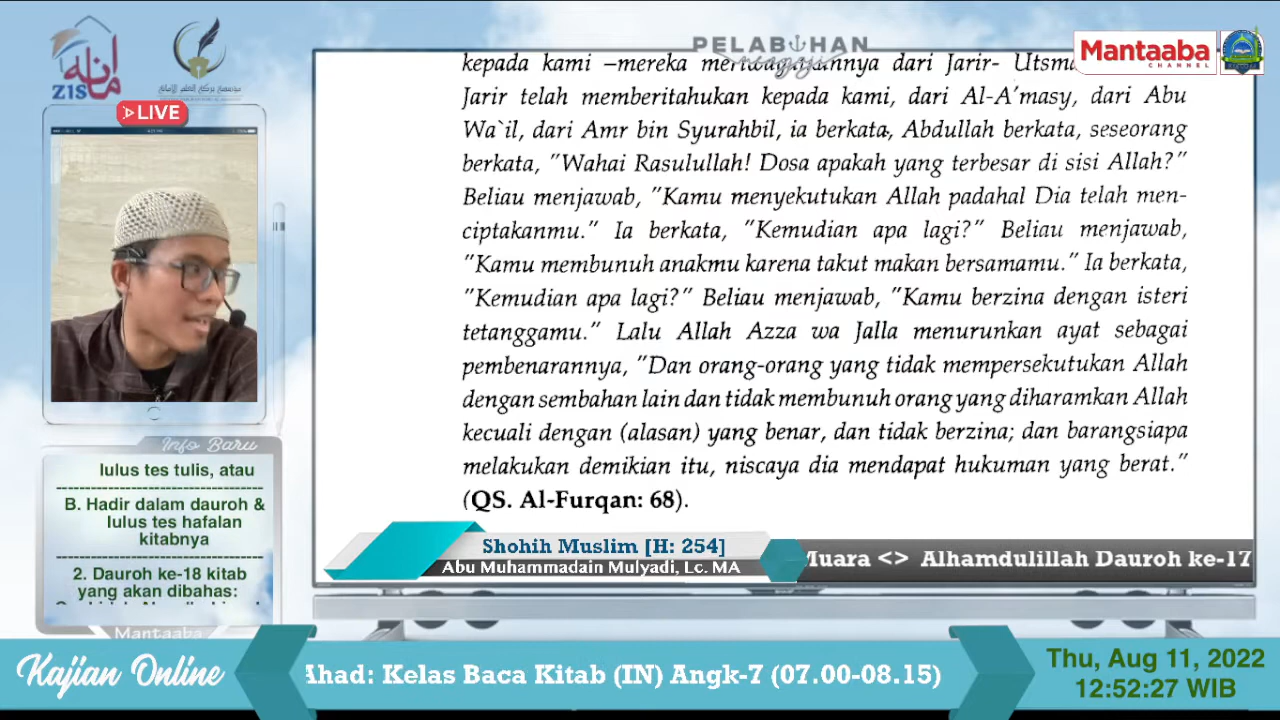 مانه
ZIS
PELABUHAN
Mantaaba
CHANNEL
LIVE
kepada kami –mereka
dari Jarir-
Jarir telah memberitahukan kepada kami, dari Al-A'masy, dari Abu
Wa`il, dari Amr bin Syurahbil, ia berkata, Abdullah berkata, seseorang
berkata, "Wahai Rasulullah! Dosa apakah yang terbesar di sisi Allah?"
Beliau menjawab, "Kamu menyekutukan Allah padahal Dia telah men-
ciptakanmu." Ia berkata, "Kemudian apa lagi?" Beliau menjawab,
"Kamu membunuh anakmu karena takut makan bersamamu." Ia berkata,
"Kemudian apa lagi?" Beliau menjawab, "Kamu berzina dengan isteri
tetanggamu." Lalu Allah Azza wa Jalla menurunkan ayat sebagai
pembenarannya, "Dan orang-orang yang tidak mempersekutukan Allah
dengan sembahan lain dan tidak membunuh orang yang diharamkan Allah
kecuali dengan (alasan) yang benar, dan tidak berzina; dan barangsiapa
melakukan demikian itu, niscaya dia mendapat hukuman yang berat."
(QS. Al-Furqan: 68).
Info Baru
lulus tes tulis, atau
B. Hadir dalam dauroh &
lulus tes hafalan
kitabnya
2. Dauroh ke-18 kitab
yang akan dibahas:
Mantaaba
Shohih Muslim [H: 254]
Abu Muhammadain Mulyadi, Lc. MA
Muara <> Alhamdulillah Dauroh ke-17
Kajian Online
Ahad: Kelas Baca Kitab (IN) Angk-7 (07.00-08.15)
Thu, Aug 11, 2022
12:52:27 WIB